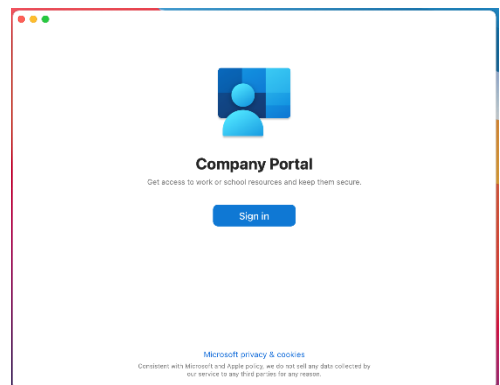 Company Portal
Get access to work or school resources and keep them secure.
Sign in
Microsoft privacy & cookies
Consistent with Microsoft and Apple policy, we do not sell any data collected by
our service to any third parties for any reason.